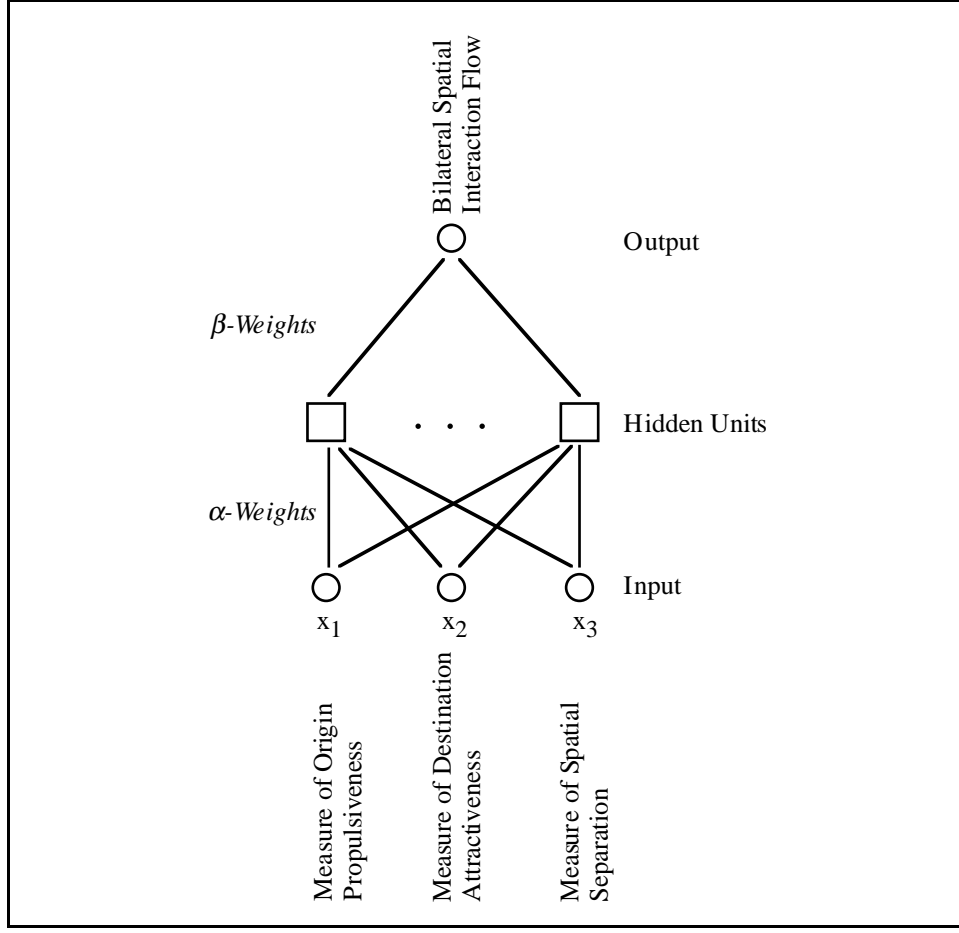 Bilateral Spatial
Interaction Flow
Output
β-Weights
. . .
Hidden Units
α-Weights
Input
x1
x2
x3
Measure of Origin
Propulsiveness
Measure of Destination
Attractiveness
Measure of Spatial
Separation